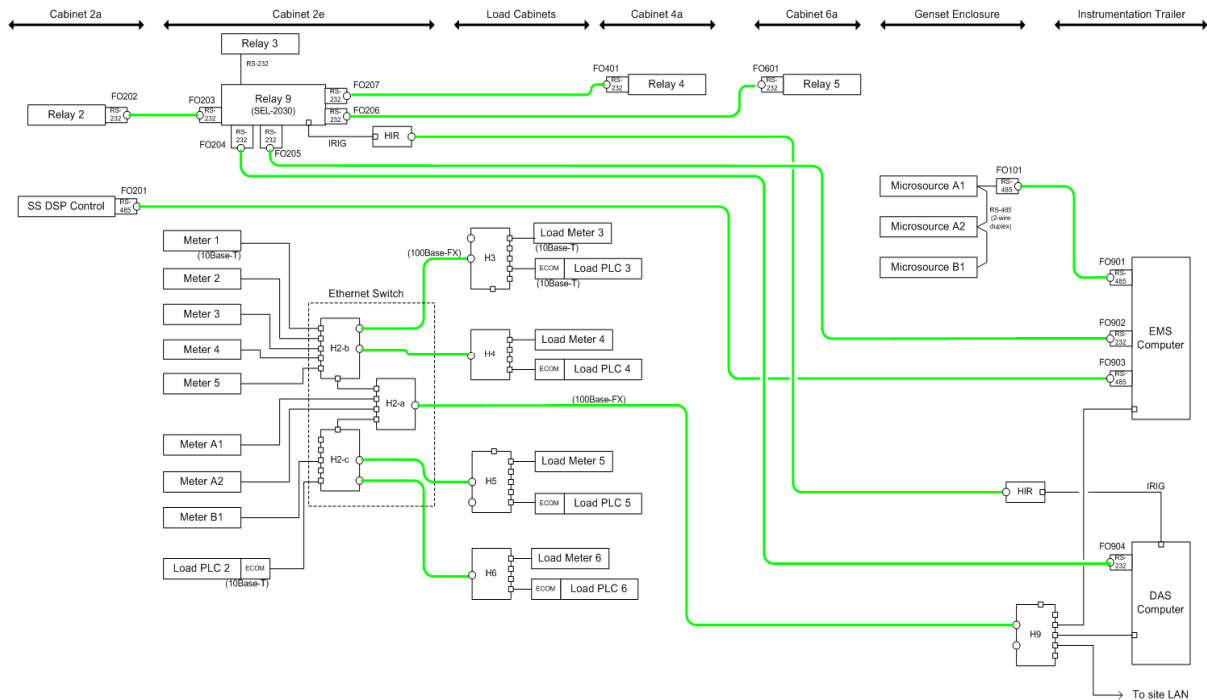 Cabinet 2a
Cabinet 2e
Load Cabinets
Cabinet 4a
Cabinet 6a
Genset Enclosure
Instrumentation Trailer
Relay 3
RS-232
FO202
Relay 2
RS-
232
FO203
RS-
232
Relay 9
(SEL-2030)
RS-
232
FO207
RS-
232
FO206
FO401
RS-
232
Relay 4
FO601
RS-
232
Relay 5
RS-
232
FO204
RS-
232
FO205
IRIG
HIR
FO201
SS DSP Control
RS-
485
Microsource A1
FO101
RS-
485
RS-485
(2-wire
duplex)
Microsource A2
Microsource B1
Meter 1
(10Base-T)
Meter 2
Meter 3
Meter 4
Meter 5
Meter A1
Meter A2
Meter B1
Load PLC 2
ECOM
(10Base-T)
Ethernet Switch
H2-b
H2-a
H2-c
(100Base-FX)
H3
Load Meter 3
(10Base-T)
ECOM
Load PLC 3
(10Base-T)
H4
Load Meter 4
ECOM
Load PLC 4
(100Base-FX)
H5
Load Meter 5
ECOM
Load PLC 5
H6
Load Meter 6
ECOM
Load PLC 6
FO901
RS-
485
FO902
RS-
232
FO903
RS-
485
EMS
Computer
HIR
IRIG
FO904
RS-
232
DAS
Computer
H9
To site LAN